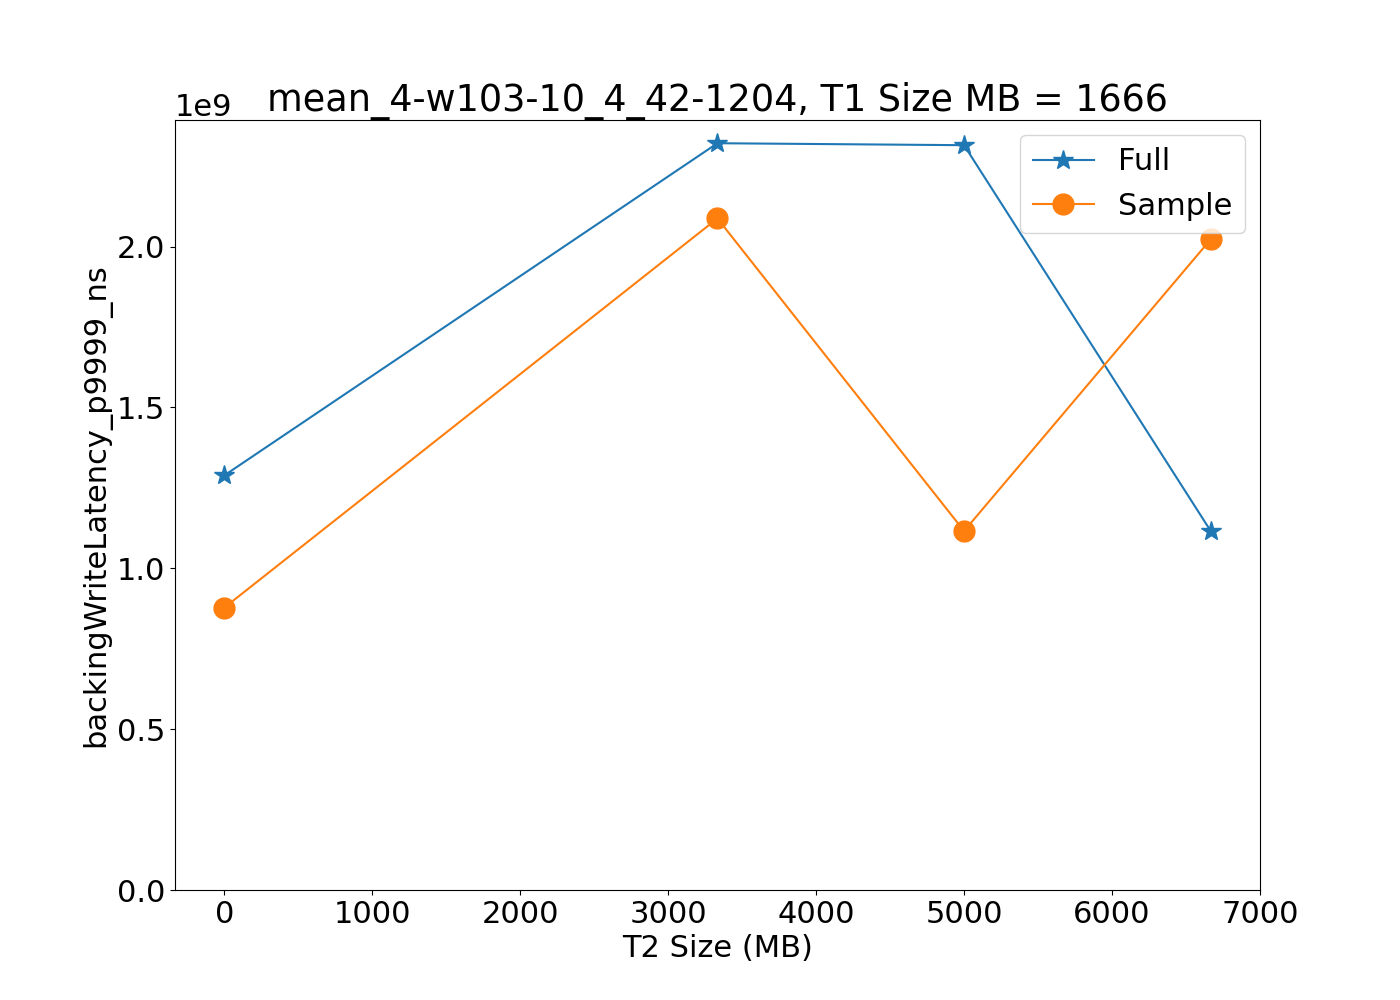 1e9
mean_4-w103-10_4_42-1204, T1 Size MB = 1666
Full
Sample
backingWriteLatency_p9999_ns
2.0
1.5
1.0
0.5
0.0
0 1000 2000 3000 4000 5000 6000 7000
T2 Size (MB)